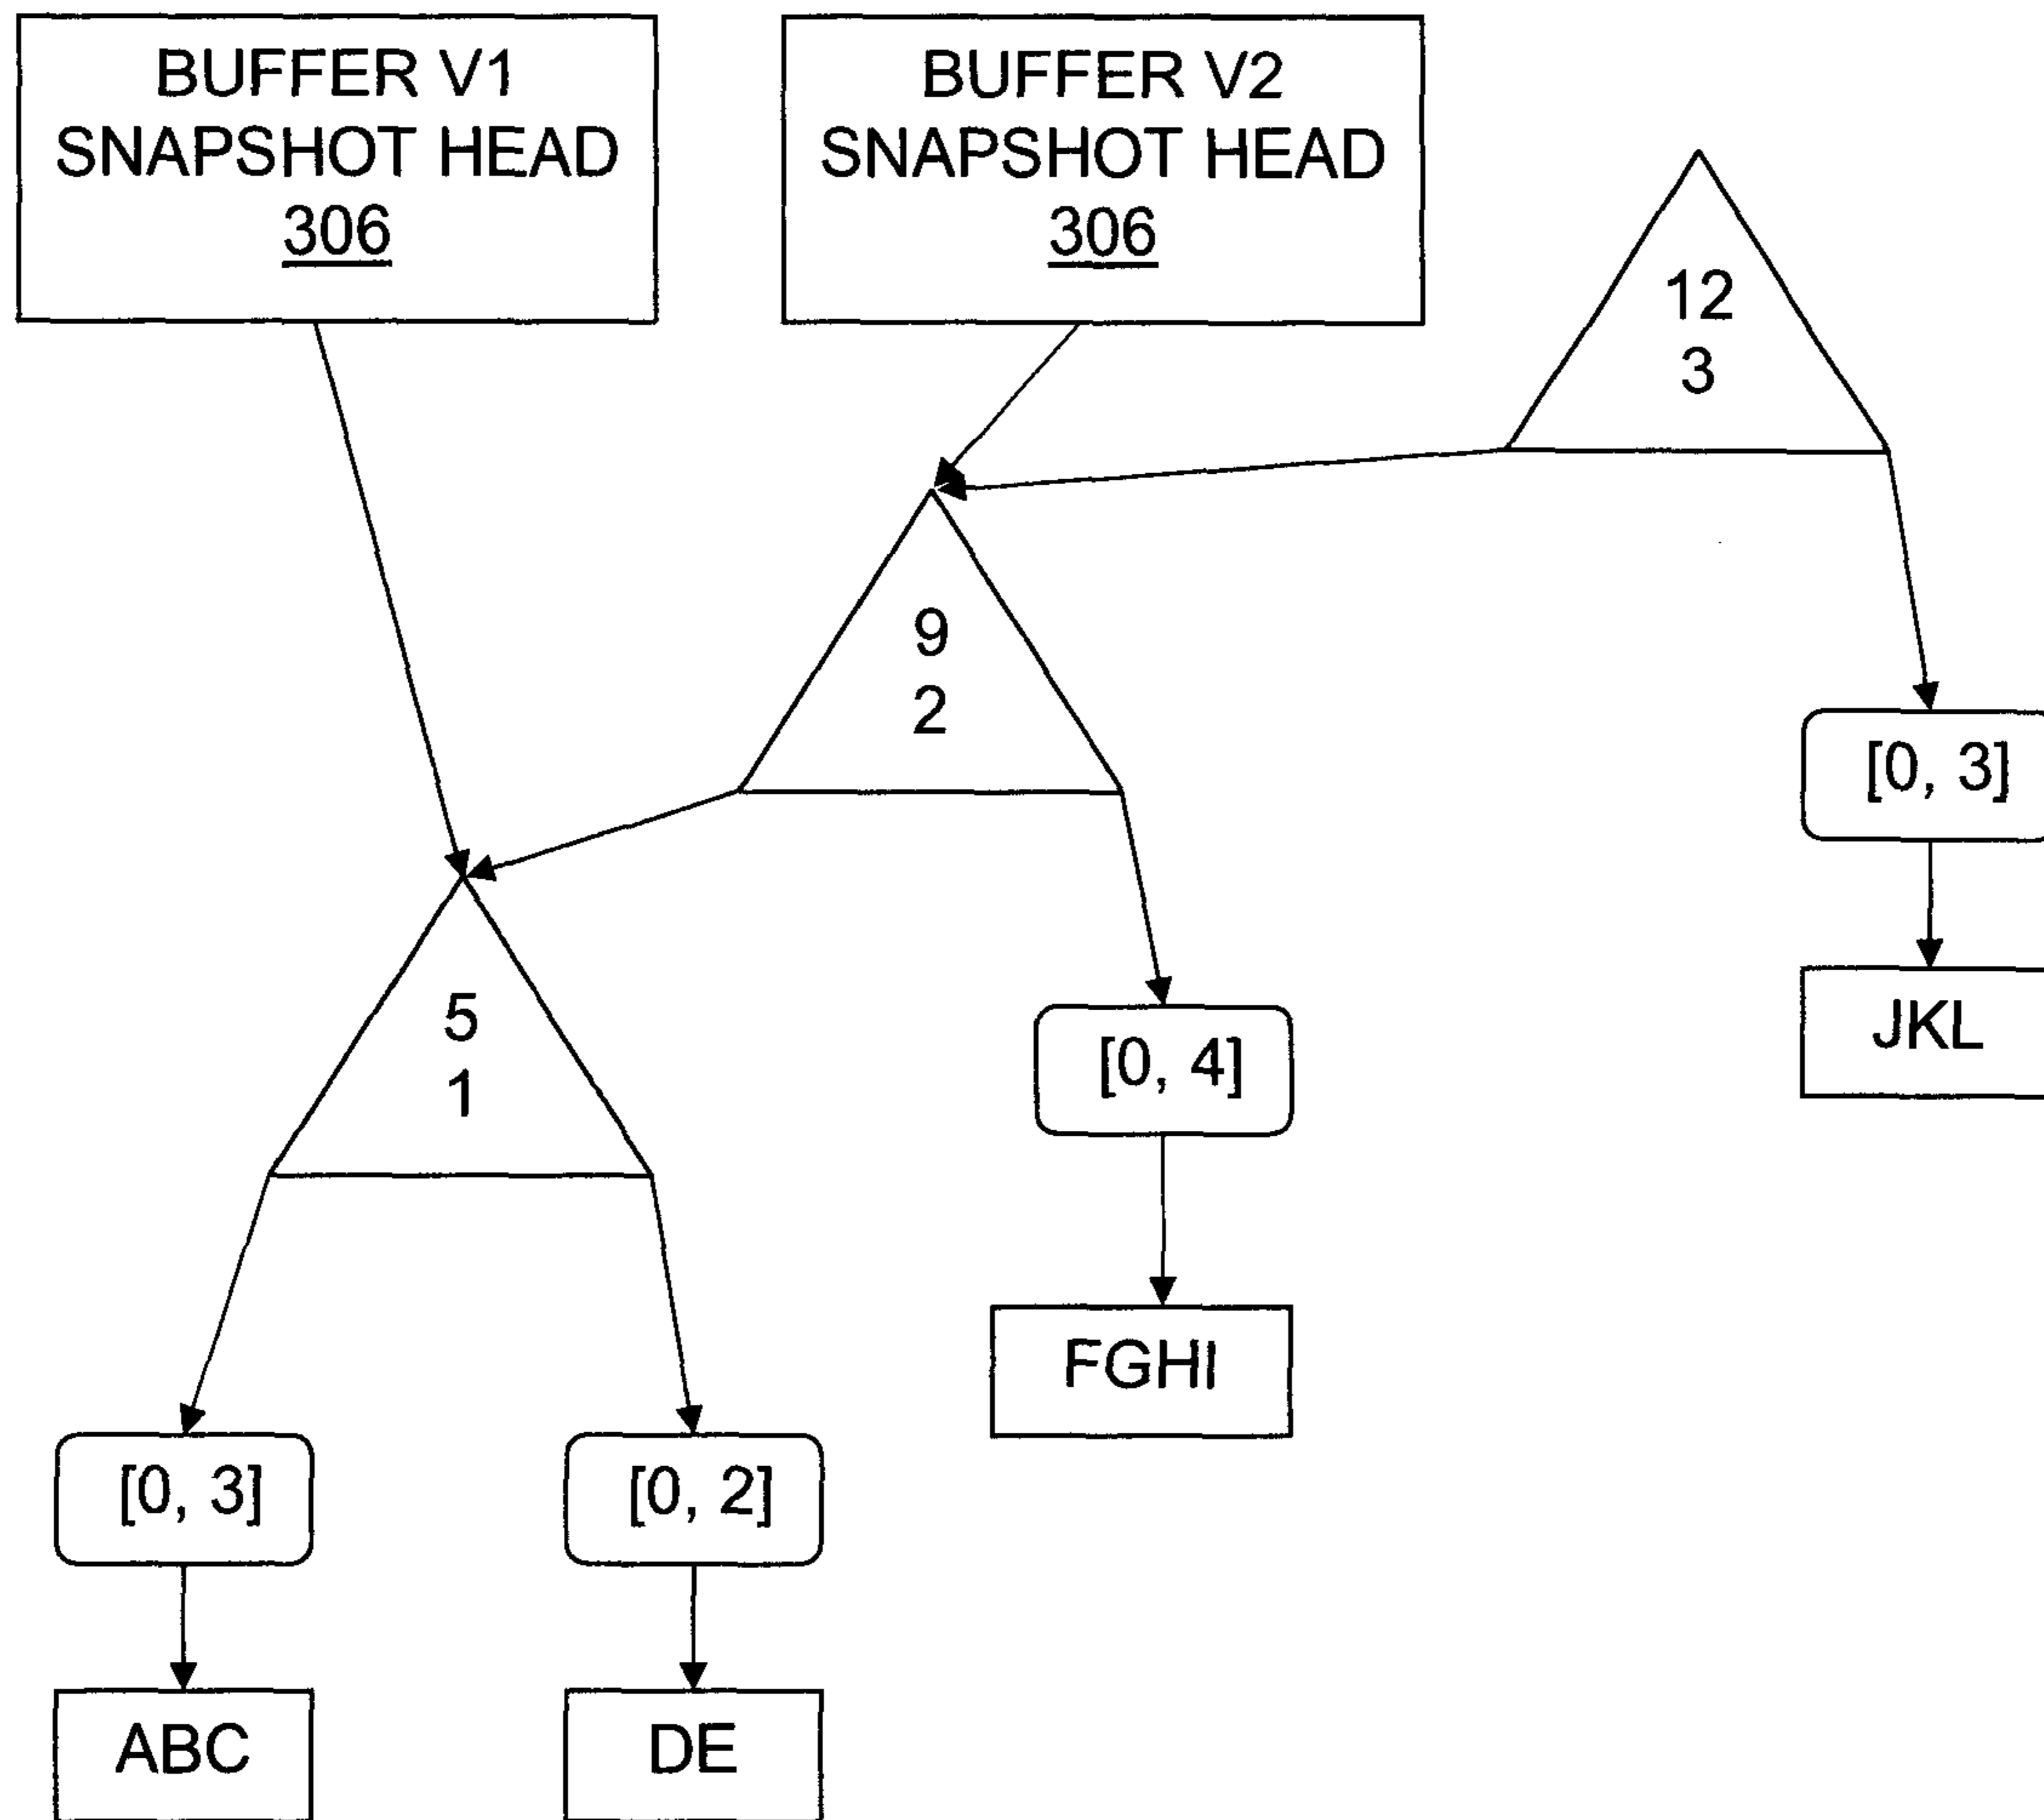 BUFFER V1
SNAPSHOT HEAD
306
BUFFER V2
SNAPSHOT HEAD
306
12
3
9
2
[0, 3]
JKL
5
1
[0, 4]
FGHI
[0, 3]
[0, 2]
ABC
DE